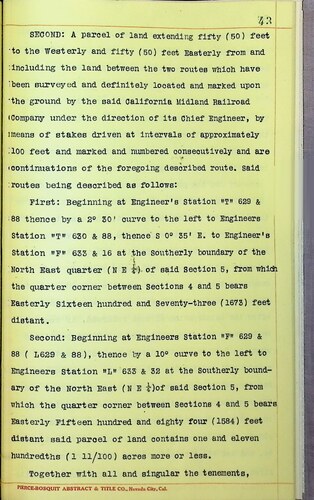 43
SECOND: A parcel of land extending fifty (50) feet
to the Westerly and fifty (50) feet Easterly from and
including the land between the two routes which have
been surveyed and definitely located and marked upon
the ground by the said California Midland Railroad
Company under the direction of its Chief Engineer, by
means of stakes driven at intervals of approximately
100 feet and marked and numbered consecutively and are
continuations of the foregoing described route. Said
routes being described as follows:
First: Beginning at Engineer's Station "T" 629 &
88 thence by a 2° 30' curve to the left to Engineers
Station "T" 630 & 88, thence S 0° 35' E. to Engineer's
Station "F" 633 & 16 at the Southerly boundary of the
North East quarter (N E ¼) of said Section 5, from which
the quarter corner between Sections 4 and 5 bears
Easterly Sixteen hundred and Seventy-three (1673) feet
distant.
Second: Beginning at Engineers Station "F" 629 &
88 ( L629 & 88), thence by a 10° curve to the left to
Engineers Station "L" 633 & 32 at the Southerly bound-
ary of the North East (N E ¼)of said Section 5, from
which the quarter corner between Sections 4 and 5 bears
Easterly Fifteen hundred and eighty four (1584) feet
distant said parcel of land contains one and eleven
hundredths (1 11/100) acres more or less.
Together with all and singular the tenements,
PIERCE-BOSQUIT ABSTRACT & TITLE CO., Nevada City, Cal.